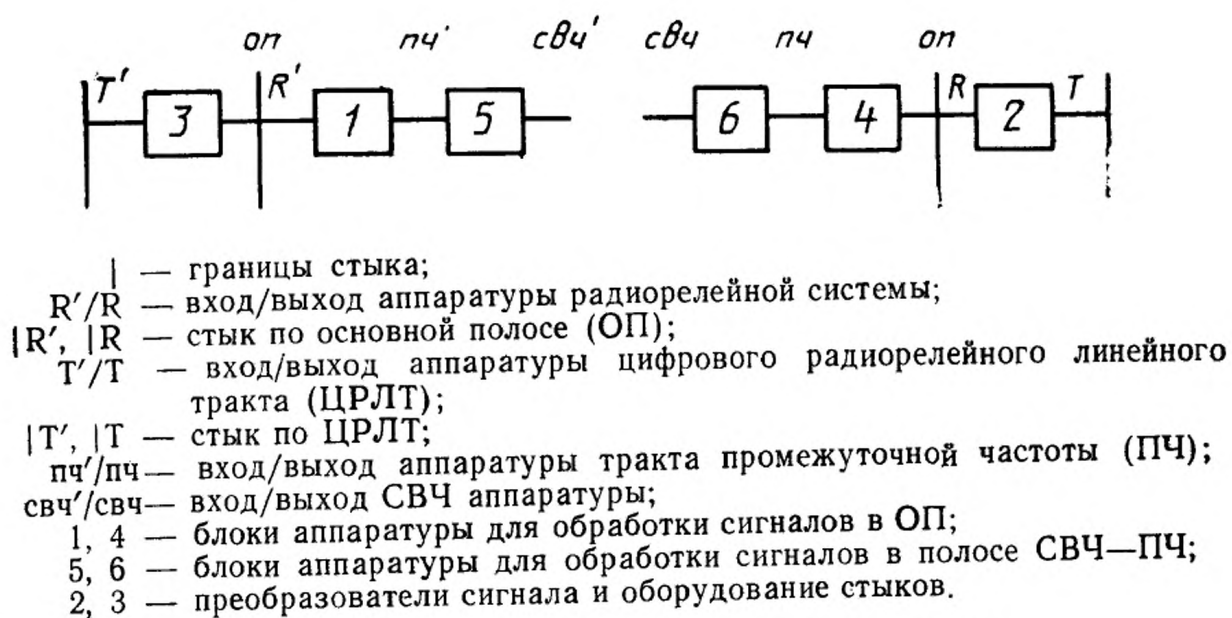 оп пч' свч' свч пч оп
T' R' R T
3 1 5 6 4 2
| — границы стыка;
R′/R — вход/выход аппаратуры радиорелейной системы;
|R′, |R — стык по основной полосе (ОП);
T′/T — вход/выход аппаратуры цифрового радиорелейного линейного
тракта (ЦРЛТ);
|T′, |T — стык по ЦРЛТ;
пч′/пч— вход/выход аппаратуры тракта промежуточной частоты (ПЧ);
свч′/свч— вход/выход СВЧ аппаратуры;
1, 4 — блоки аппаратуры для обработки сигналов в ОП;
5, 6 — блоки аппаратуры для обработки сигналов в полосе СВЧ—ПЧ;
2, 3 — преобразователи сигнала и оборудование стыков.